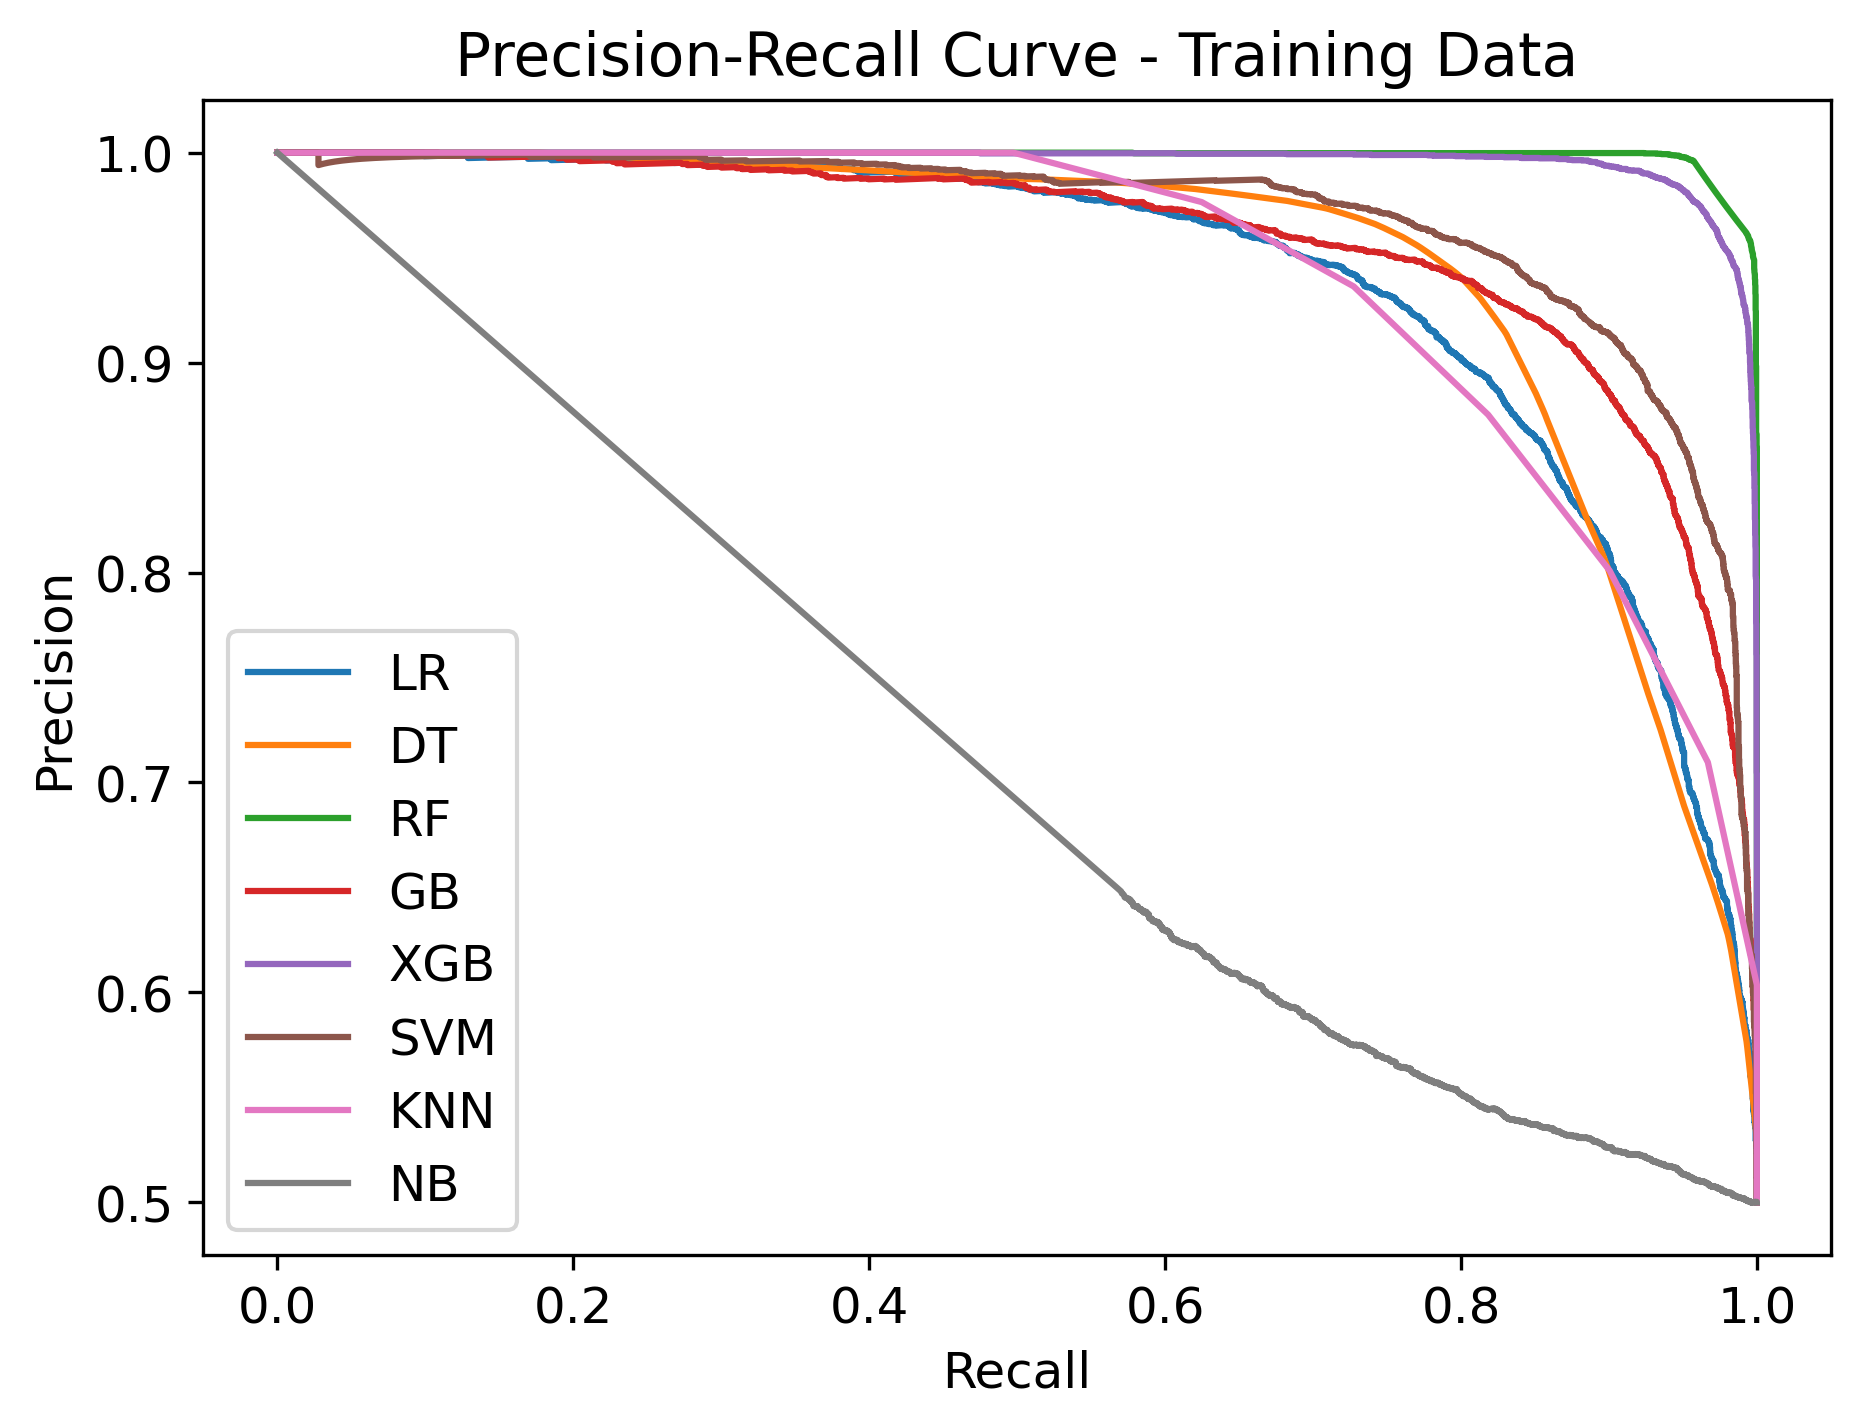 Precision-Recall Curve - Training Data
1.0
0.9
0.8
0.7
0.6
0.5
Precision
LR
DT
RF
GB
XGB
SVM
KNN
NB
0.0 0.2 0.4 0.6 0.8 1.0
Recall